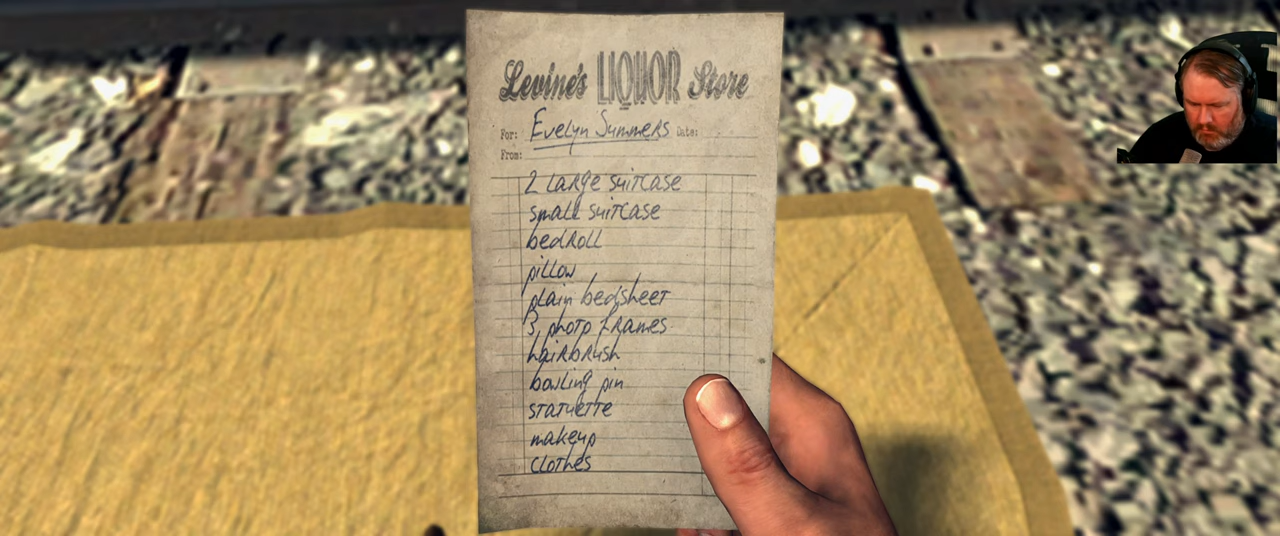 Levine's LIQUOR Store
For: Evelyn Summers Date:
From:
2 large suitcase
small suitcase
bedroll
pillow
plain bedsheet
3 photo frames
hairbrush
bowling pin
statuette
makeup
clothes